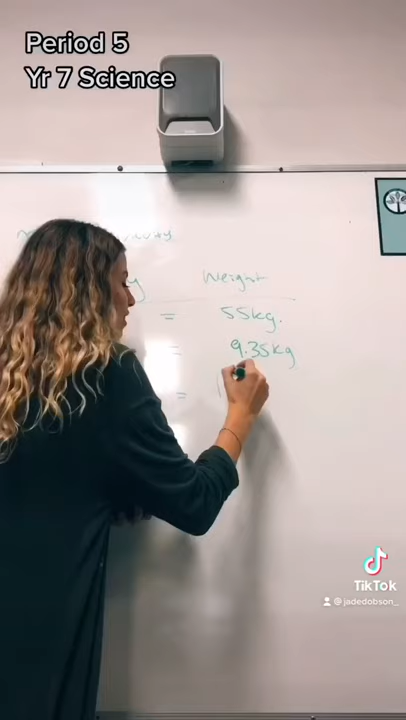 Period 5
Yr 7 Science
Weight
= 55kg.
= 9.35kg
=
TikTok
@jadedobson_